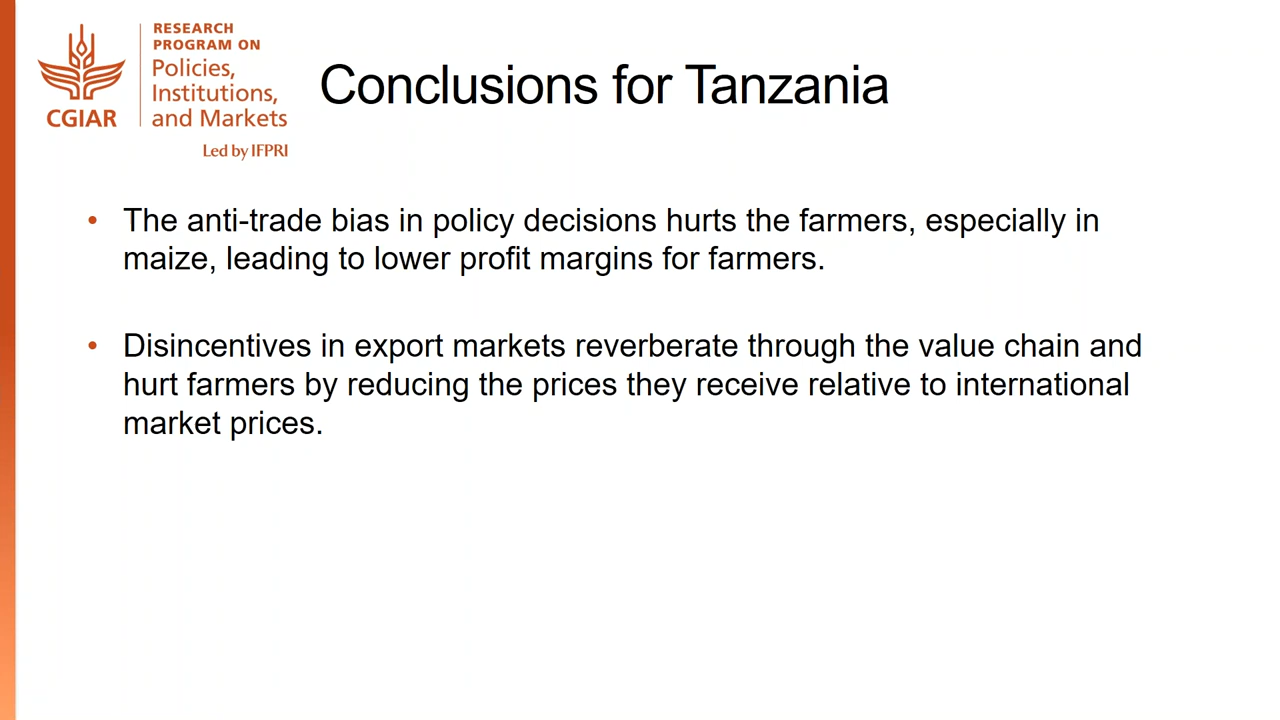 RESEARCH
PROGRAM ON
Policies,
Institutions,
and Markets
CGIAR
Led by IFPRI
Conclusions for Tanzania
• The anti-trade bias in policy decisions hurts the farmers, especially in
maize, leading to lower profit margins for farmers.
• Disincentives in export markets reverberate through the value chain and
hurt farmers by reducing the prices they receive relative to international
market prices.